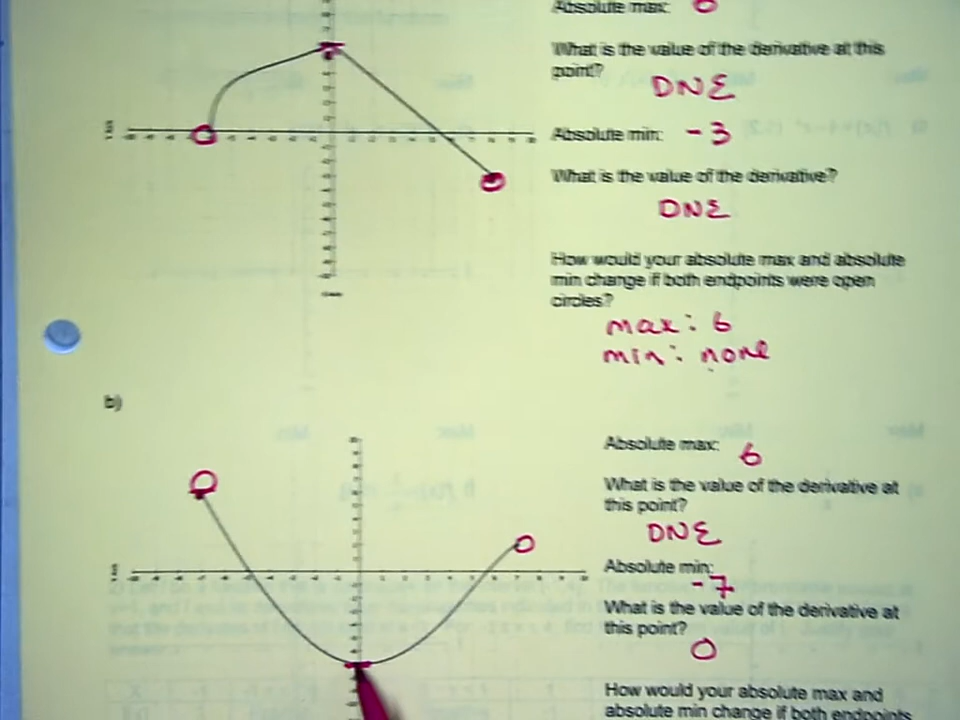 Absolute max: 6
What is the value of the derivative at this
point?
DNE
Absolute min: -3
What is the value of the derivative?
DNE
How would your absolute max and absolute
min change if both endpoints were open
circles?
max: 6
min: none
b)
Absolute max: 6
What is the value of the derivative at
this point?
DNE
Absolute min:
-7
What is the value of the derivative at
this point?
0
How would your absolute max and
absolute min change if both endpoints